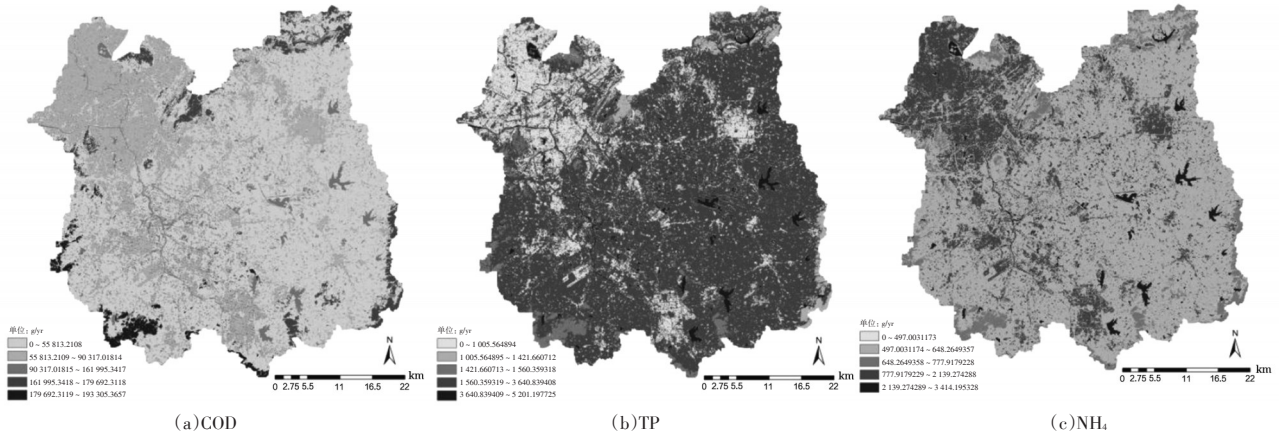 单位：g/yr
0 ~ 55 813.2108
55 813.2109 ~ 90 317.01814
90 317.01815 ~ 161 995.3417
161 995.3418 ~ 179 692.3118
179 692.3119 ~ 193 305.3657
N
km
0 2.75 5.5 11 16.5 22
(a)COD
单位：g/yr
0 ~ 1 005.564894
1 005.564895 ~ 1 421.660712
1 421.660713 ~ 1 560.359318
1 560.359319 ~ 3 640.839408
3 640.839409 ~ 5 201.197725
N
km
0 2.75 5.5 11 16.5 22
(b)TP
单位：g/yr
0 ~ 497.0031173
497.0031174 ~ 648.2649357
648.2649358 ~ 777.9179228
777.9179229 ~ 2 139.274288
2 139.274289 ~ 3 414.195328
N
km
0 2.75 5.5 11 16.5 22
(c)NH₄